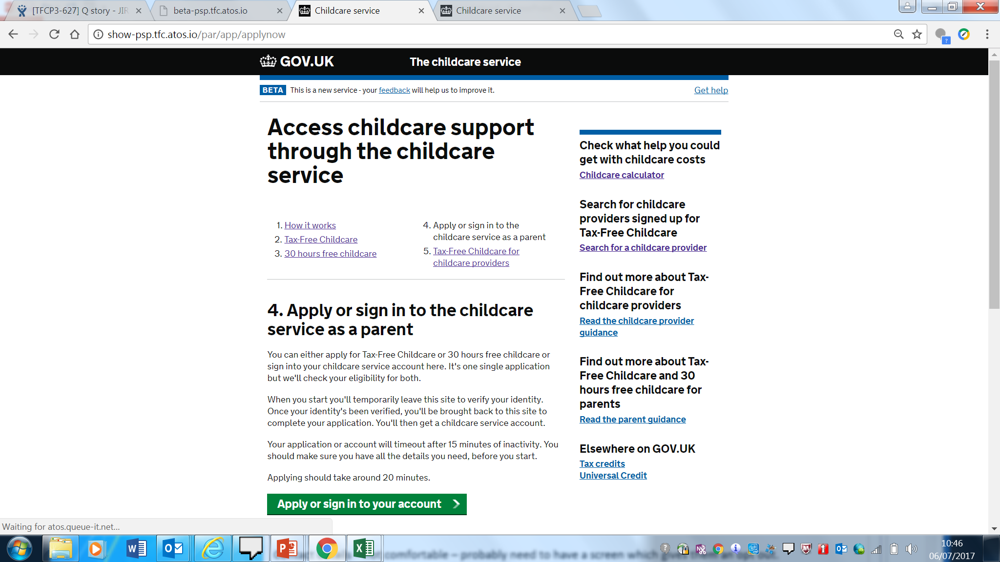 [TFCP3-627] Q story - JIR
beta-psp.tfc.atos.io
Childcare service
Childcare service
show-psp.tfc.atos.io/par/app/applynow
GOV.UK
The childcare service
BETA This is a new service - your feedback will help us to improve it.
Get help
Access childcare support
through the childcare
service
1. How it works
2. Tax-Free Childcare
3. 30 hours free childcare
4. Apply or sign in to the
childcare service as a parent
5. Tax-Free Childcare for
childcare providers
4. Apply or sign in to the childcare
service as a parent
You can either apply for Tax-Free Childcare or 30 hours free childcare or
sign into your childcare service account here. It's one single application
but we'll check your eligibility for both.
When you start you'll temporarily leave this site to verify your identity.
Once your identity's been verified, you'll be brought back to this site to
complete your application. You'll then get a childcare service account.
Your application or account will timeout after 15 minutes of inactivity. You
should make sure you have all the details you need, before you start.
Applying should take around 20 minutes.
Apply or sign in to your account
Check what help you could
get with childcare costs
Childcare calculator
Search for childcare
providers signed up for
Tax-Free Childcare
Search for a childcare provider
Find out more about Tax-
Free Childcare for
childcare providers
Read the childcare provider
guidance
Find out more about Tax-
Free Childcare and 30
hours free childcare for
parents
Read the parent guidance
Elsewhere on GOV.UK
Tax credits
Universal Credit
Waiting for atos.queue-it.net...
comfortable – probably need to have a screen which
10:46
06/07/2017